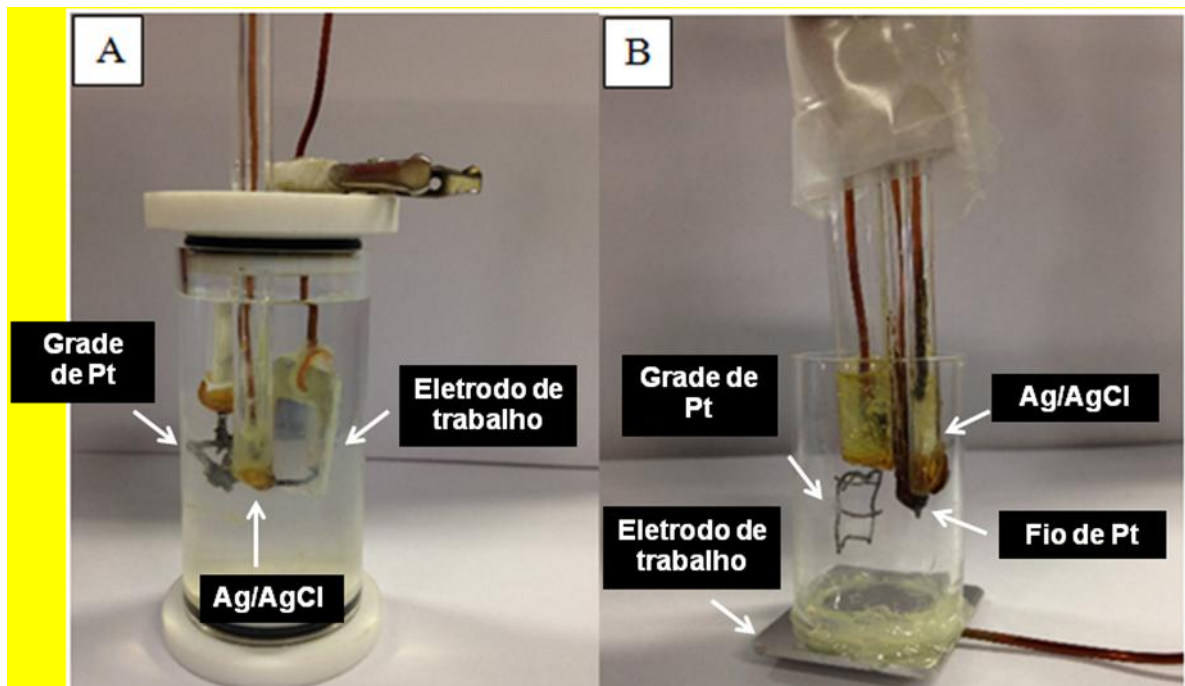 A
Grade
de Pt
Eletrodo de
trabalho
Ag/AgCl
B
Grade de
Pt
Ag/AgCl
Eletrodo de
trabalho
Fio de Pt